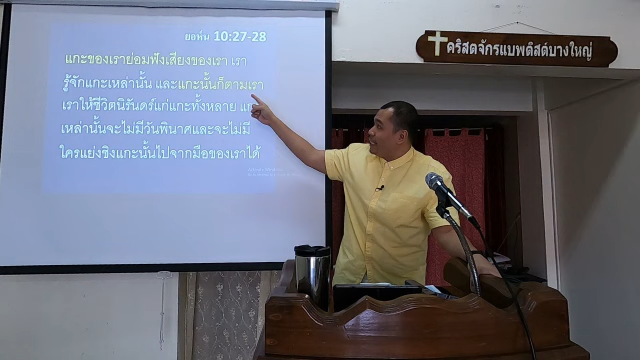 ยอห์น 10:27-28
แกะของเราย่อมฟังเสียงของเรา เรา
รู้จักแกะเหล่านั้น และแกะนั้นก็ตามเรา
เราให้ชีวิตนิรันดร์แก่แกะทั้งหลาย
เหล่านั้นจะไม่มีวันพินาศและจะไม่มี
ใครแย่งชิงแกะนั้นไปจากมือของเราได้
คริสตจักรแบพติสต์บางใหญ่